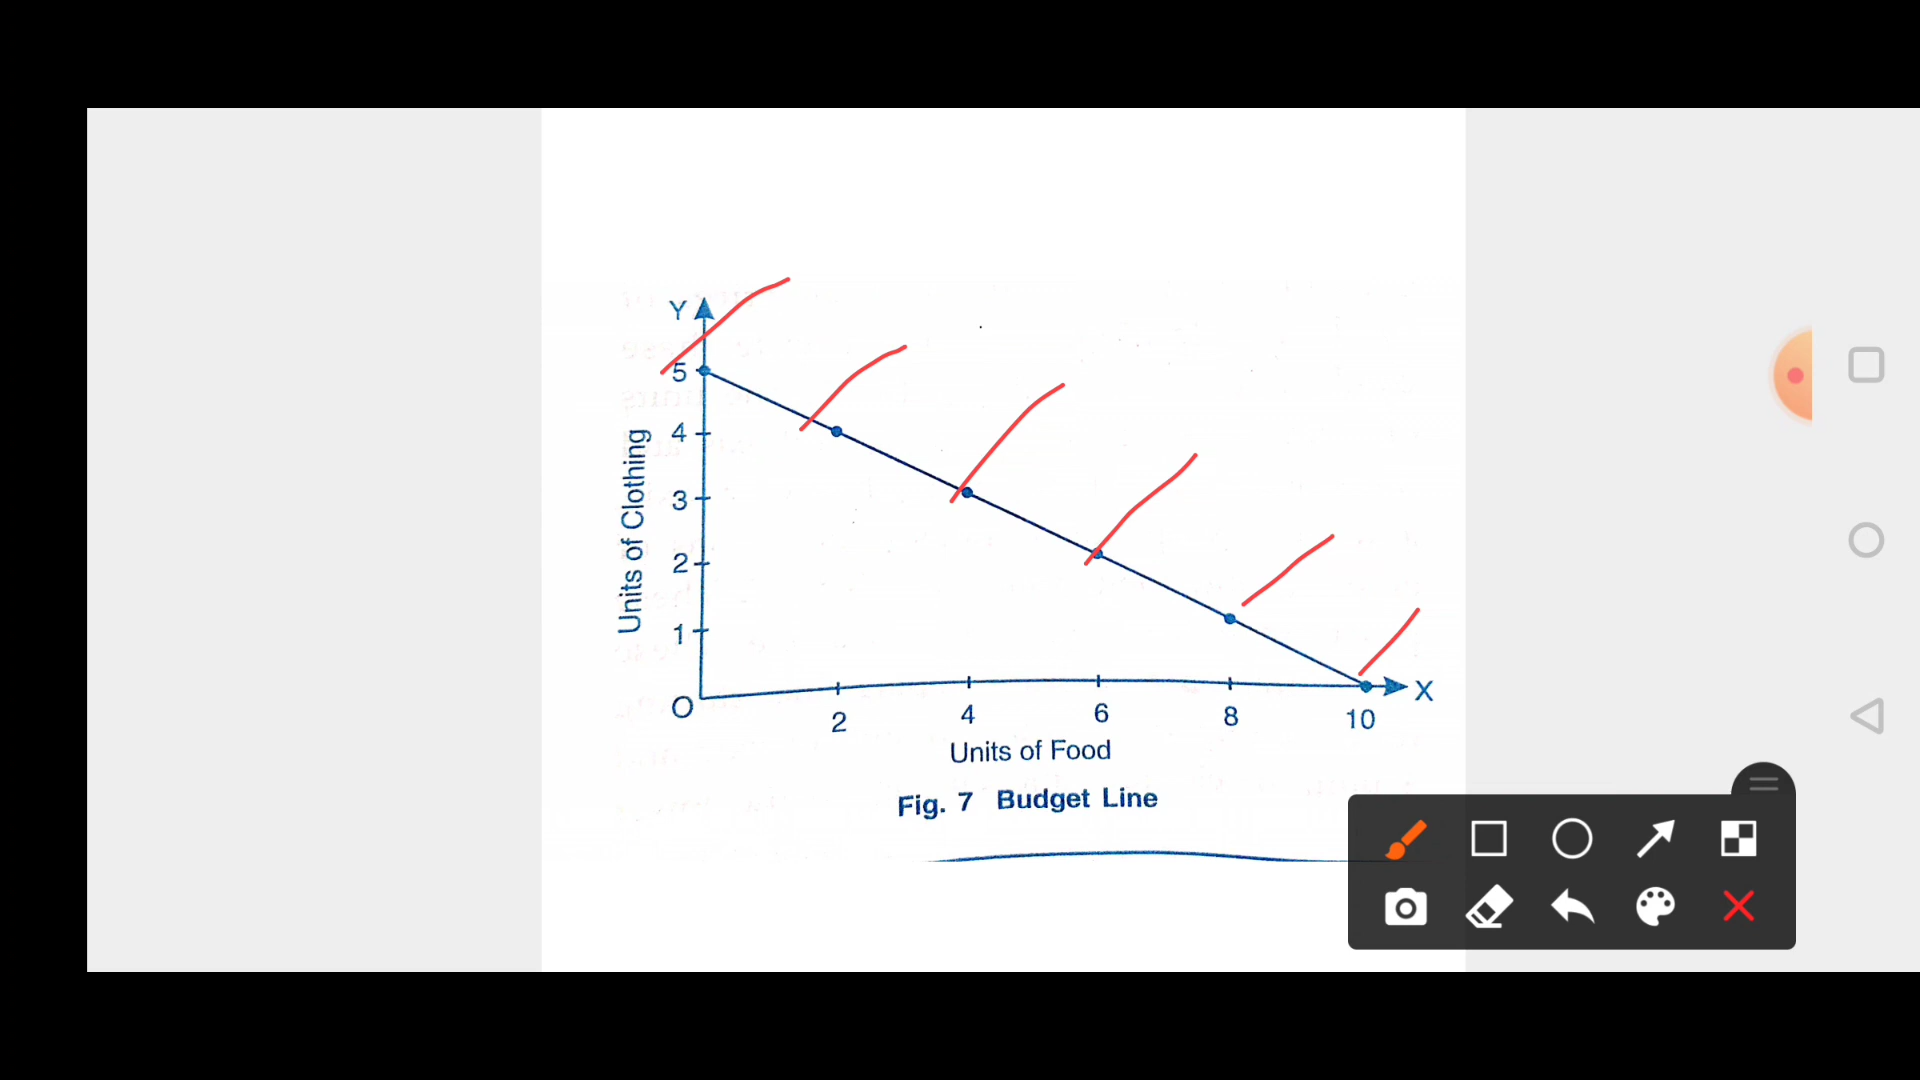 Y
5
4
3
2
1
O
Units of Clothing
2 4 6 8 10
X
Units of Food
Fig. 7 Budget Line